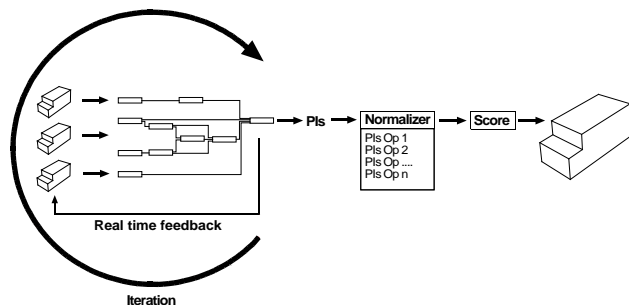 PIs
Normalizer
PIs Op 1
PIs Op 2
PIs Op ....
PIs Op n
Score
Real time feedback
Iteration